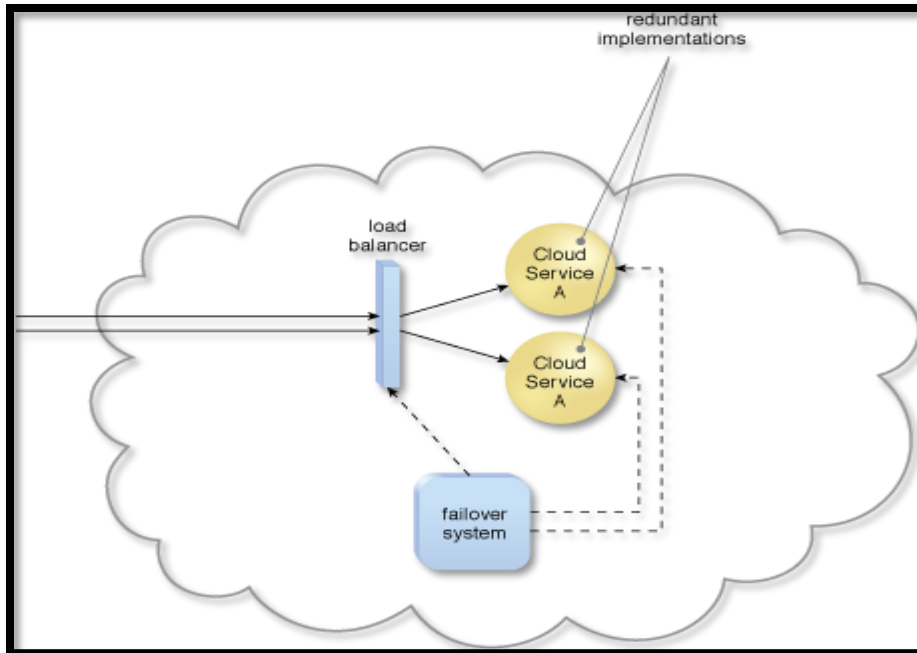 redundant
implementations
load
balancer
Cloud
Service
A
Cloud
Service
A
failover
system